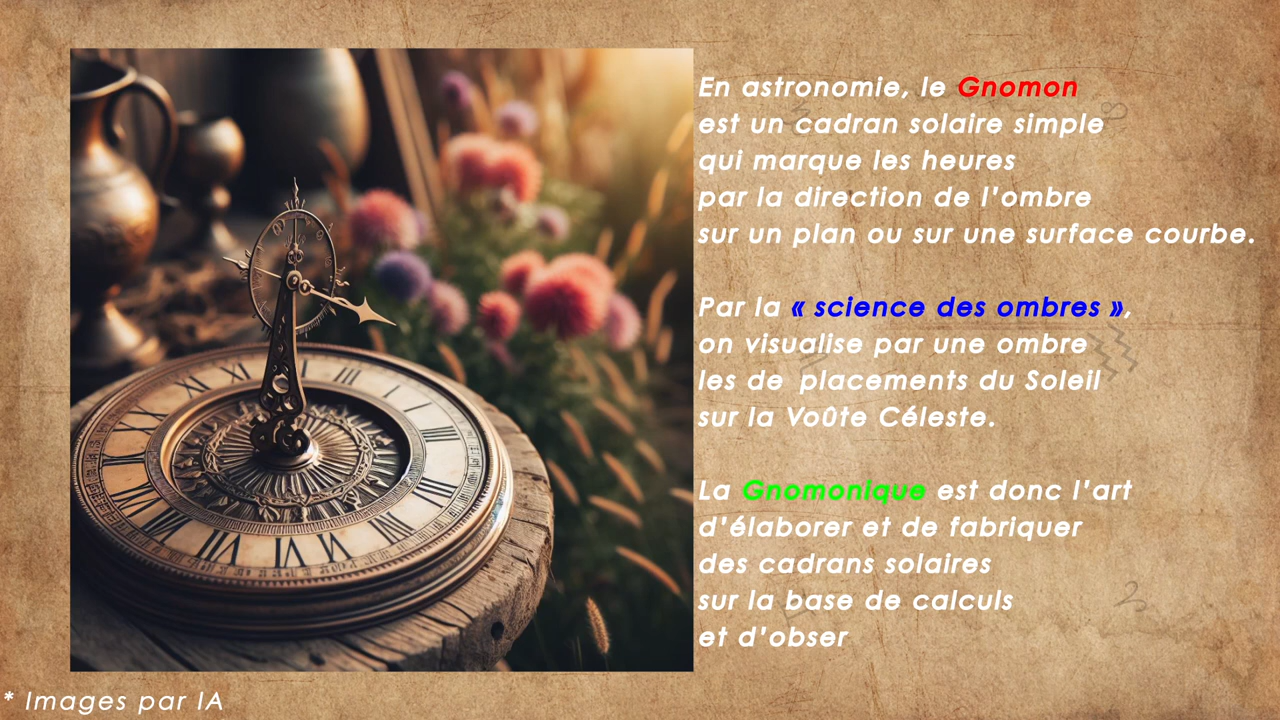 En astronomie, le Gnomon
est un cadran solaire simple
qui marque les heures
par la direction de l'ombre
sur un plan ou sur une surface courbe.
Par la « science des ombres »,
on visualise par une ombre
les de placements du Soleil
sur la Voûte Céleste.
La Gnomonique est donc l'art
d'élaborer et de fabriquer
des cadrans solaires
sur la base de calculs
et d'obser
* Images par IA